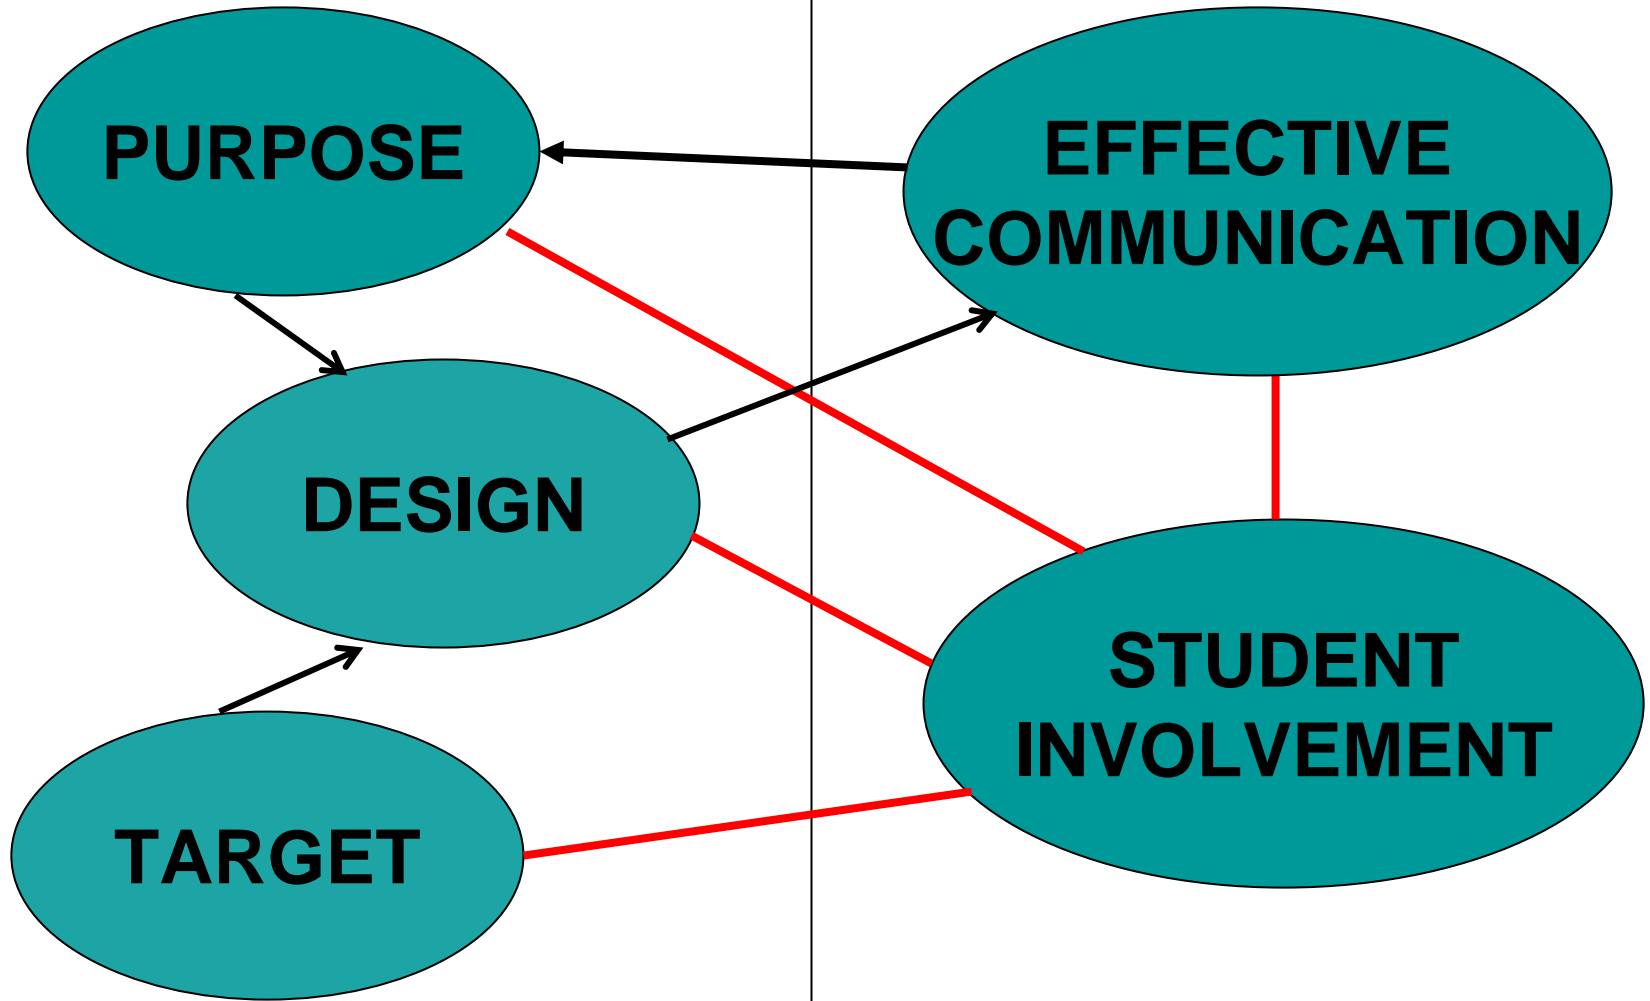 PURPOSE
EFFECTIVE
COMMUNICATION
DESIGN
STUDENT
INVOLVEMENT
TARGET